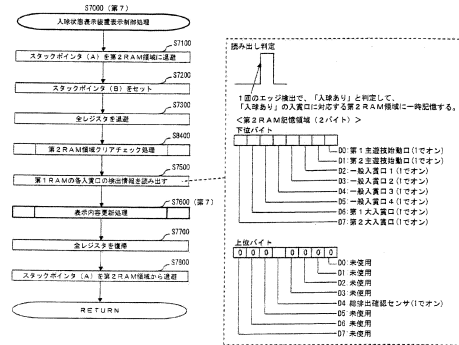 S7000（第７）
入球状態表示装置表示制御処理
S7100
スタックポインタ（A）を第２RAM領域に退避
S7200
スタックポインタ（B）をセット
S7300
全レジスタを退避
S8400
第２RAM領域クリアチェック処理
S7500
第１RAMの各入賞口の検出情報を読み出す
S7600（第７）
表示内容更新処理
S7700
全レジスタを復帰
S7800
スタックポインタ（A）を第２RAM領域から退避
RETURN
読み出し判定
１回のエッジ検出で、「入球あり」と判定して、
「入球あり」の入賞口に対応する第２RAM領域に一時記憶する。
＜第２RAM記憶領域（２バイト）＞
下位バイト
D0:第１主遊技始動口(1でオン)
D1:第２主遊技始動口(1でオン)
D2:一般入賞口１(1でオン)
D3:一般入賞口２(1でオン)
D4:一般入賞口３(1でオン)
D5:一般入賞口４(1でオン)
D6:第１大入賞口(1でオン)
D7:第２大入賞口(1でオン)
上位バイト
0 0 0 0 0 0 0
D0:未使用
D1:未使用
D2:未使用
D3:未使用
D4:総排出確認センサ(1でオン)
D5:未使用
D6:未使用
D7:未使用